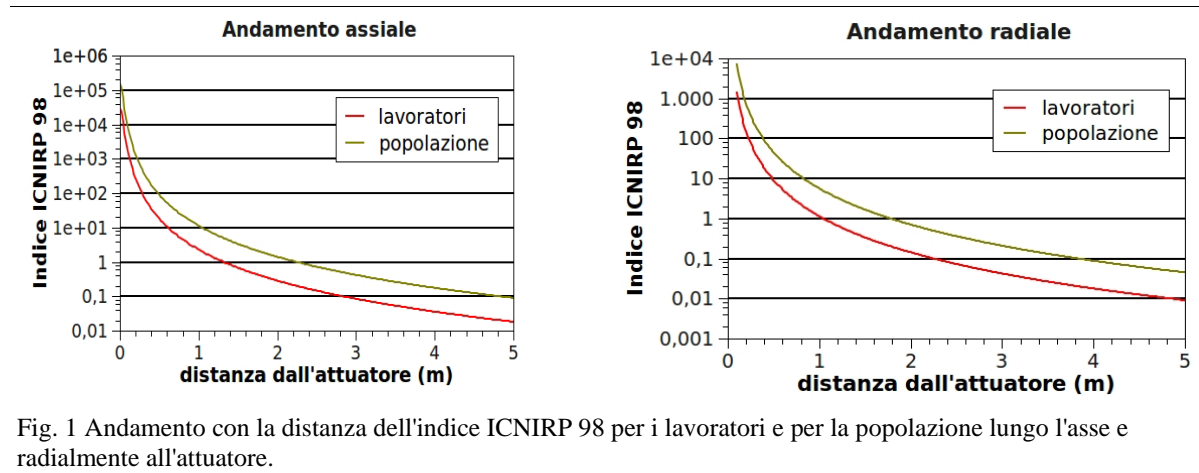 Andamento assiale
1e+06
1e+05
1e+04
1e+03
1e+02
1e+01
1
0,1
0,01
Indice ICNIRP 98
lavoratori
popolazione
0 1 2 3 4 5
distanza dall'attuatore (m)
Andamento radiale
1e+04
1.000
100
10
1
0,1
0,01
0,001
Indice ICNIRP 98
lavoratori
popolazione
0 1 2 3 4 5
distanza dall'attuatore (m)
Fig. 1 Andamento con la distanza dell'indice ICNIRP 98 per i lavoratori e per la popolazione lungo l'asse e
radialmente all'attuatore.